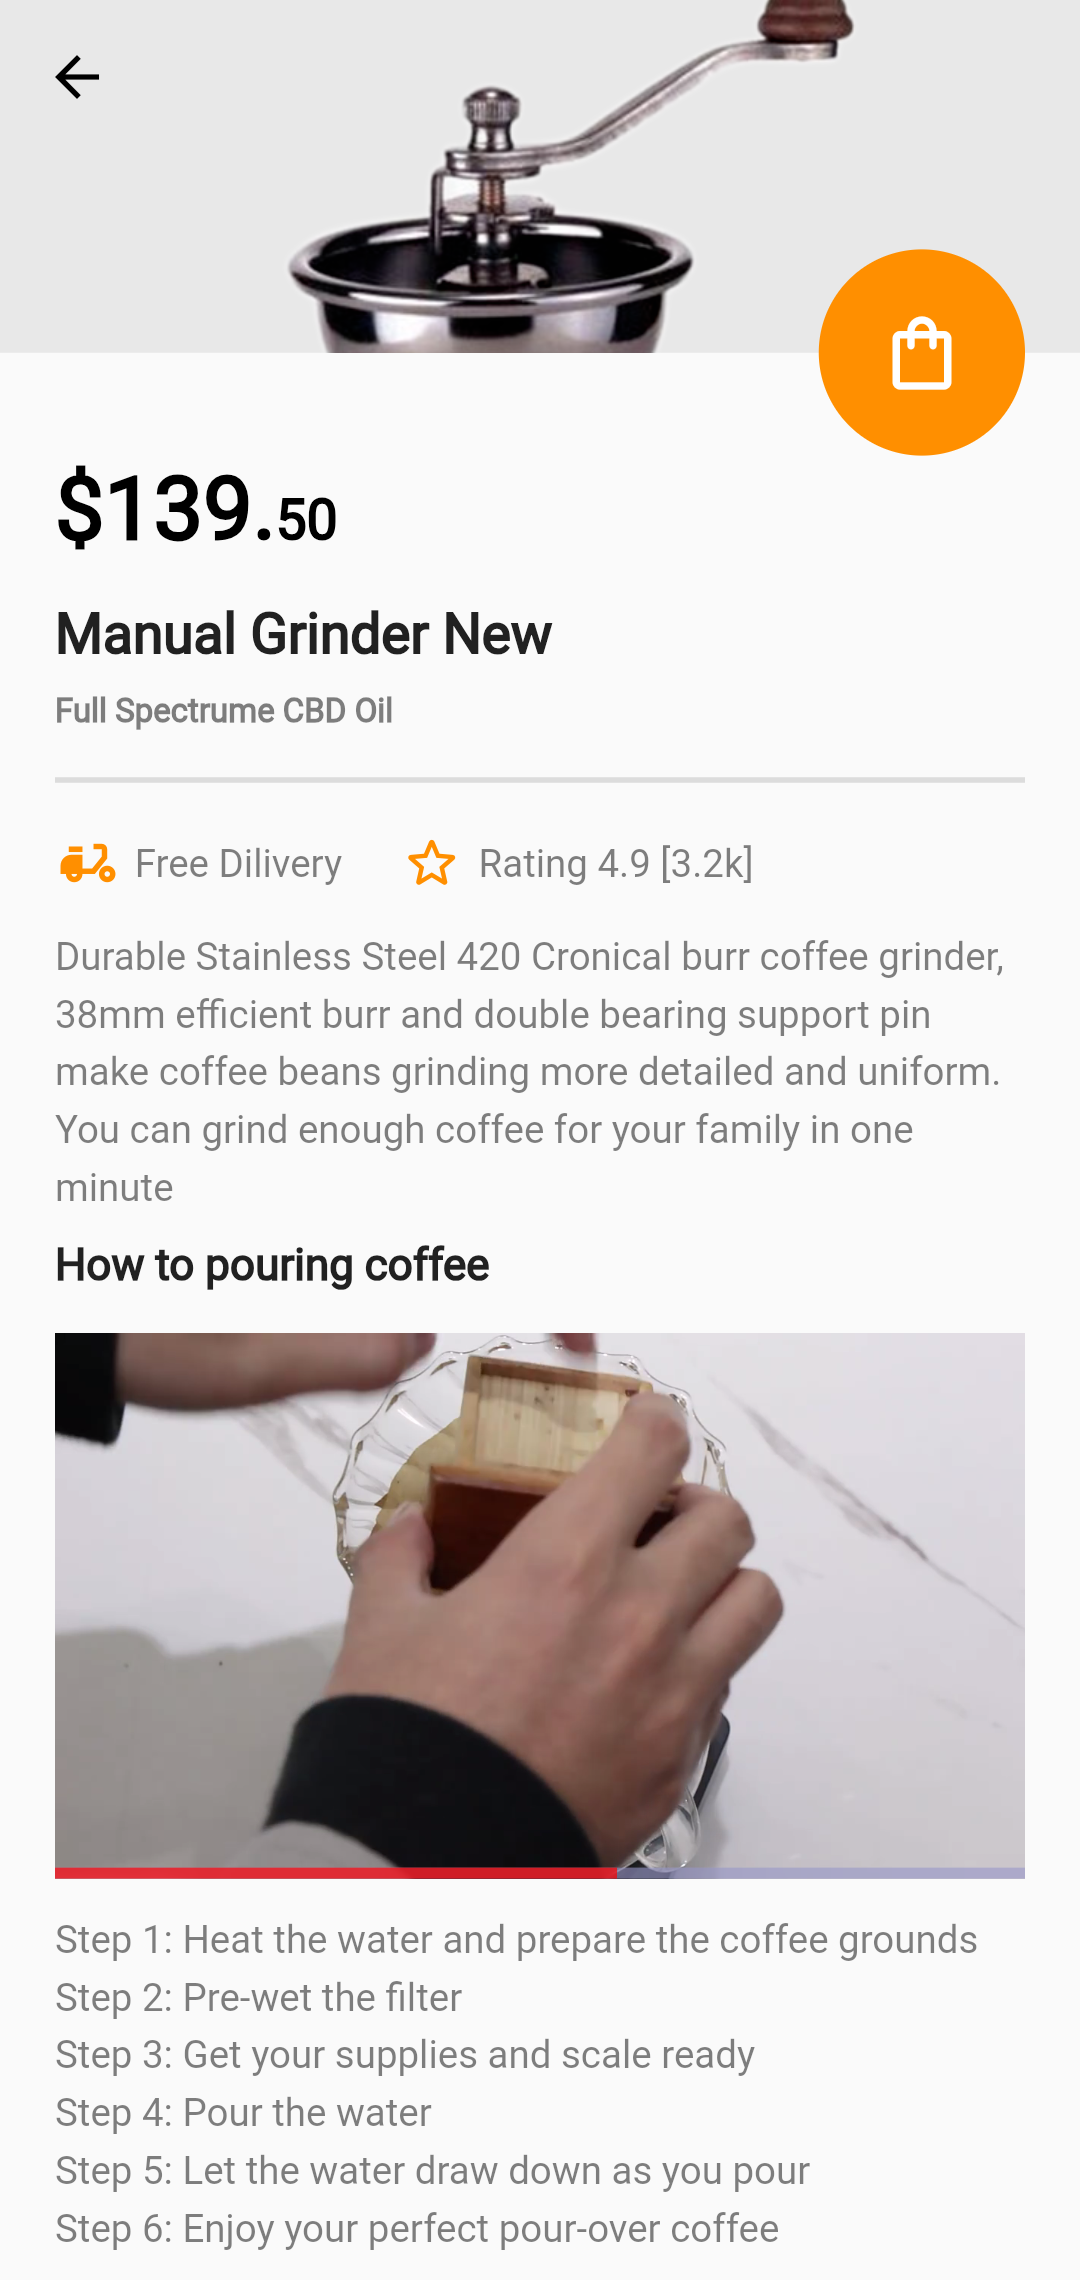 $139.50
Manual Grinder New
Full Spectrume CBD Oil
Free Dilivery
Rating 4.9 [3.2k]
Durable Stainless Steel 420 Cronical burr coffee grinder,
38mm efficient burr and double bearing support pin
make coffee beans grinding more detailed and uniform.
You can grind enough coffee for your family in one
minute
How to pouring coffee
Step 1: Heat the water and prepare the coffee grounds
Step 2: Pre-wet the filter
Step 3: Get your supplies and scale ready
Step 4: Pour the water
Step 5: Let the water draw down as you pour
Step 6: Enjoy your perfect pour-over coffee